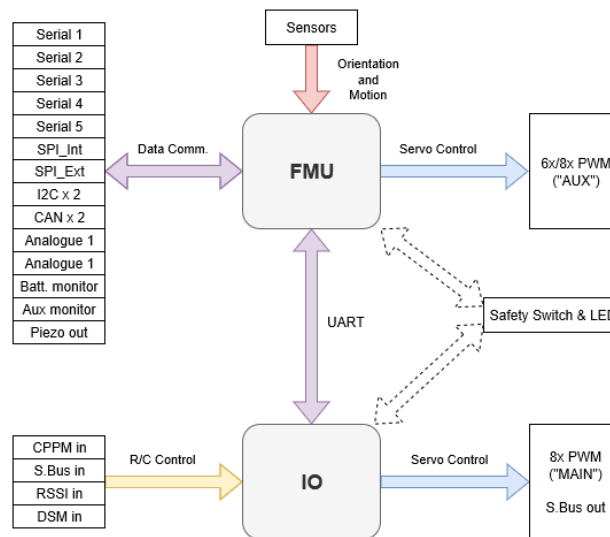 Sensors
Orientation
and
Motion
Serial 1
Serial 2
Serial 3
Serial 4
Serial 5
SPI_Int
SPI_Ext
I2C x 2
CAN x 2
Analogue 1
Analogue 1
Batt. monitor
Aux monitor
Piezo out
Data Comm.
FMU
Servo Control
6x/8x PWM
("AUX")
UART
Safety Switch & LED
CPPM in
S.Bus in
RSSI in
DSM in
R/C Control
IO
Servo Control
8x PWM
("MAIN")
S.Bus out